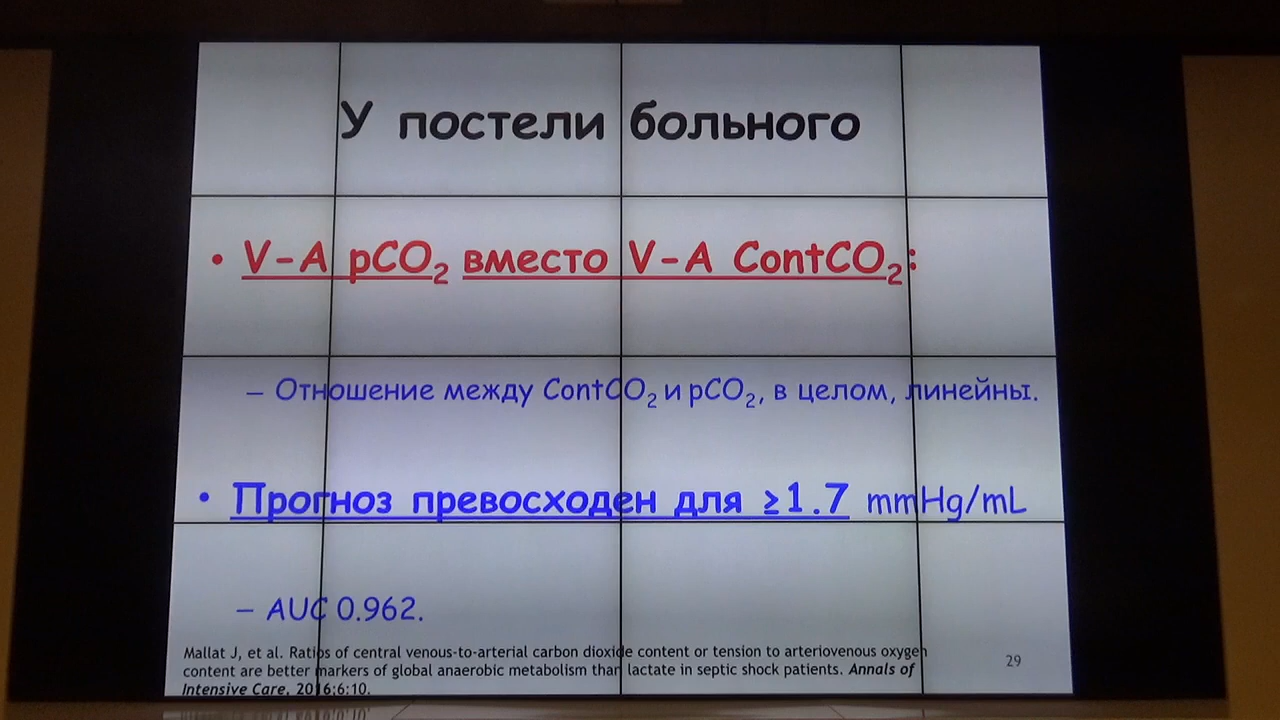 У постели больного
• V-A pCO₂ вместо V-A ContCO₂:
– Отношение между ContCO₂ и pCO₂, в целом, линейны.
• Прогноз превосходен для ≥1.7 mmHg/mL
– AUC 0.962.
Mallat J, et al. Ratios of central venous-to-arterial carbon dioxide content or tension to arteriovenous oxygen
content are better markers of global anaerobic metabolism than lactate in septic shock patients. Annals of
Intensive Care. 2016;6:10.
29